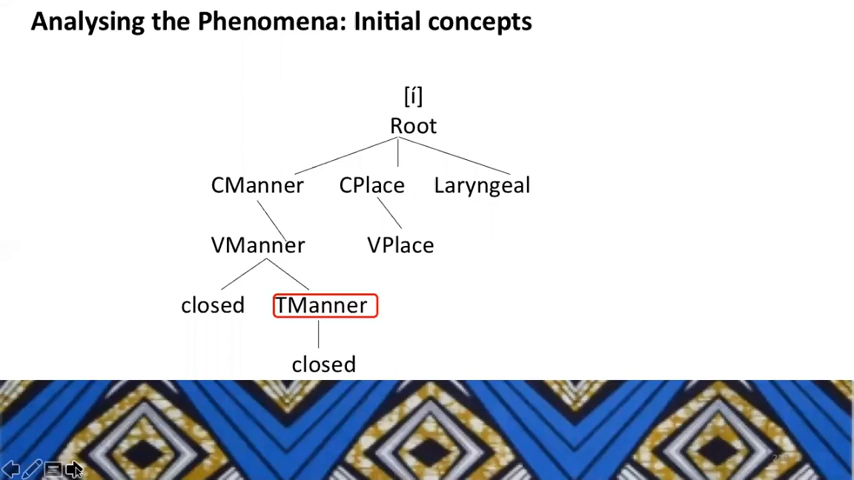 Analysing the Phenomena: Initial concepts
[í]
Root
CManner CPlace Laryngeal
VManner VPlace
closed TManner
closed